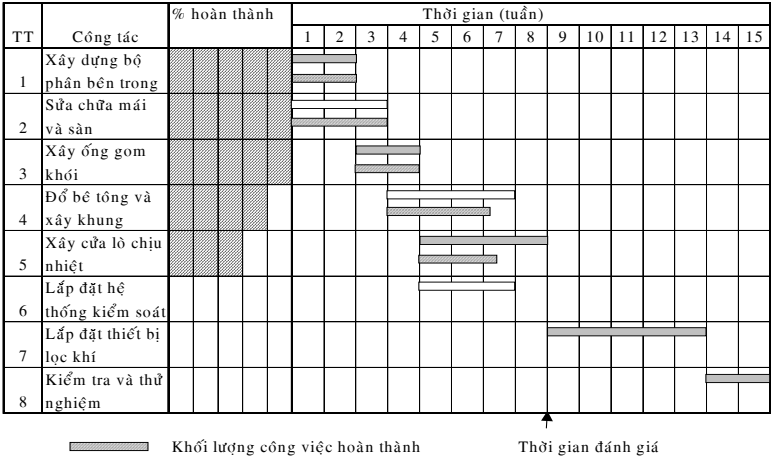 % hoàn thành Thời gian (tuần)
TT Công tác 1 2 3 4 5 6 7 8 9 10 11 12 13 14 15
Xây dựng bộ
1 phân bên trong
Sửa chữa mái
2 và sàn
Xây ống gom
3 khói
Đổ bê tông và
4 xây khung
Xây cửa lò chịu
5 nhiệt
Lắp đặt hệ
6 thống kiểm soát
Lắp đặt thiết bị
7 lọc khí
Kiểm tra và thử
8 nghiệm
Khối lượng công việc hoàn thành Thời gian đánh giá